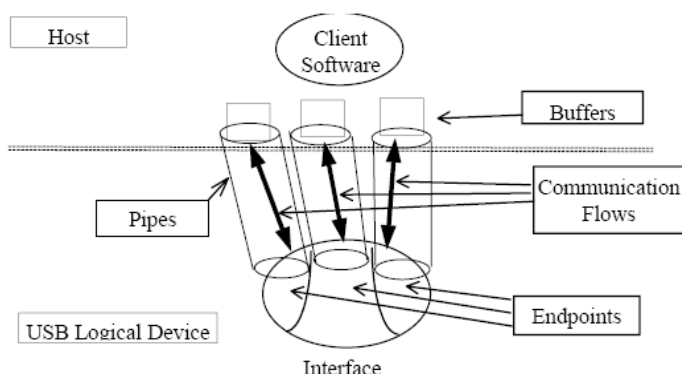 Host
Client
Software
Buffers
Communication
Flows
Pipes
Endpoints
USB Logical Device
Interface